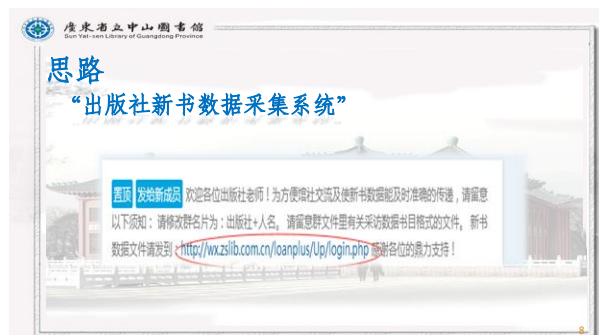 廣東省立中山圖書館
Sun Yat-sen Library of Guangdong Province
思路
“出版社新书数据采集系统”
置顶 发给新成员 欢迎各位出版社老师！为方便馆社交流及使新书数据能及时准确的传递，请留意
以下须知：请修改群名片为：出版社+人名。请留意群文件里有关采访数据书目格式的文件。新书
数据文件请发到：http://wx.zslib.com.cn/loanplus/Up/login.php 感谢各位的鼎力支持！
8